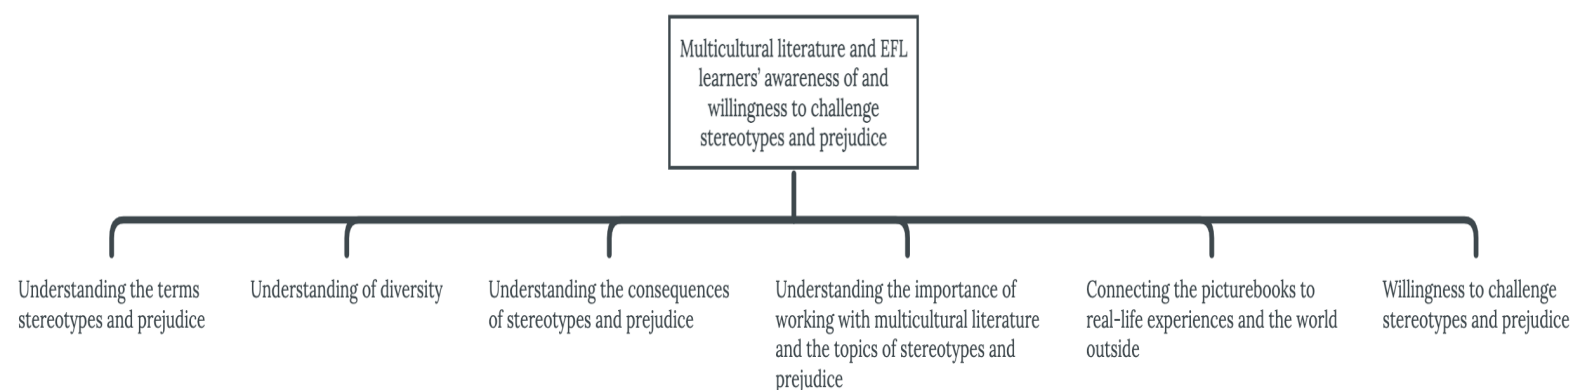 Multicultural literature and EFL
learners’ awareness of and
willingness to challenge
stereotypes and prejudice
Understanding the terms
stereotypes and prejudice
Understanding of diversity
Understanding the consequences
of stereotypes and prejudice
Understanding the importance of
working with multicultural literature
and the topics of stereotypes and
prejudice
Connecting the picturebooks to
real-life experiences and the world
outside
Willingness to challenge
stereotypes and prejudice